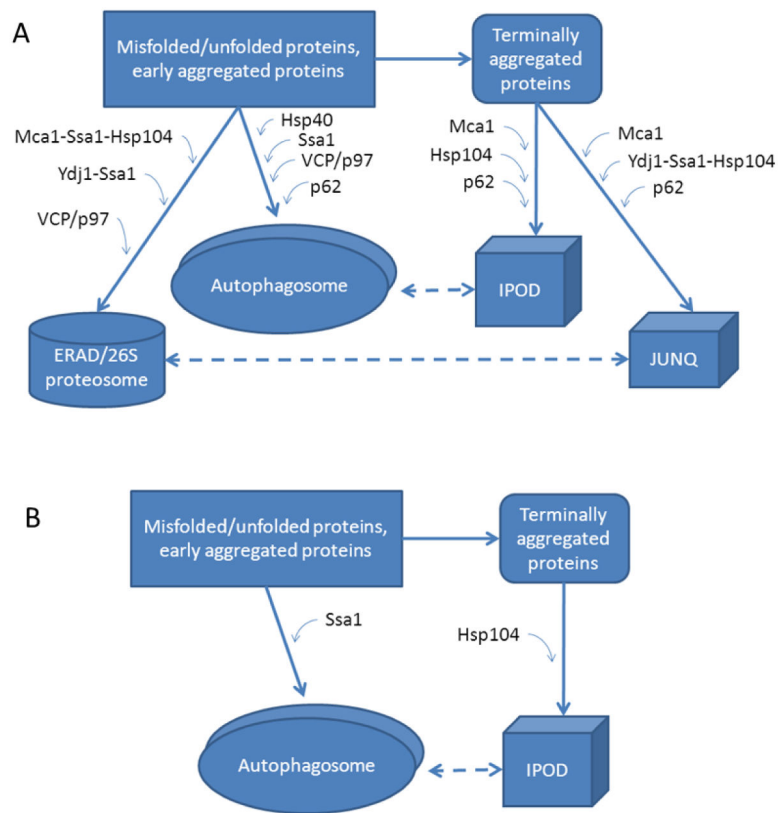 A
Misfolded/unfolded proteins,
early aggregated proteins
Terminally
aggregated
proteins
Mca1-Ssa1-Hsp104
Ydj1-Ssa1
VCP/p97
Hsp40
Ssa1
VCP/p97
p62
Mca1
Hsp104
p62
Mca1
Ydj1-Ssa1-Hsp104
p62
Autophagosome
IPOD
ERAD/26S
proteosome
JUNQ
B
Misfolded/unfolded proteins,
early aggregated proteins
Terminally
aggregated
proteins
Ssa1
Hsp104
Autophagosome
IPOD